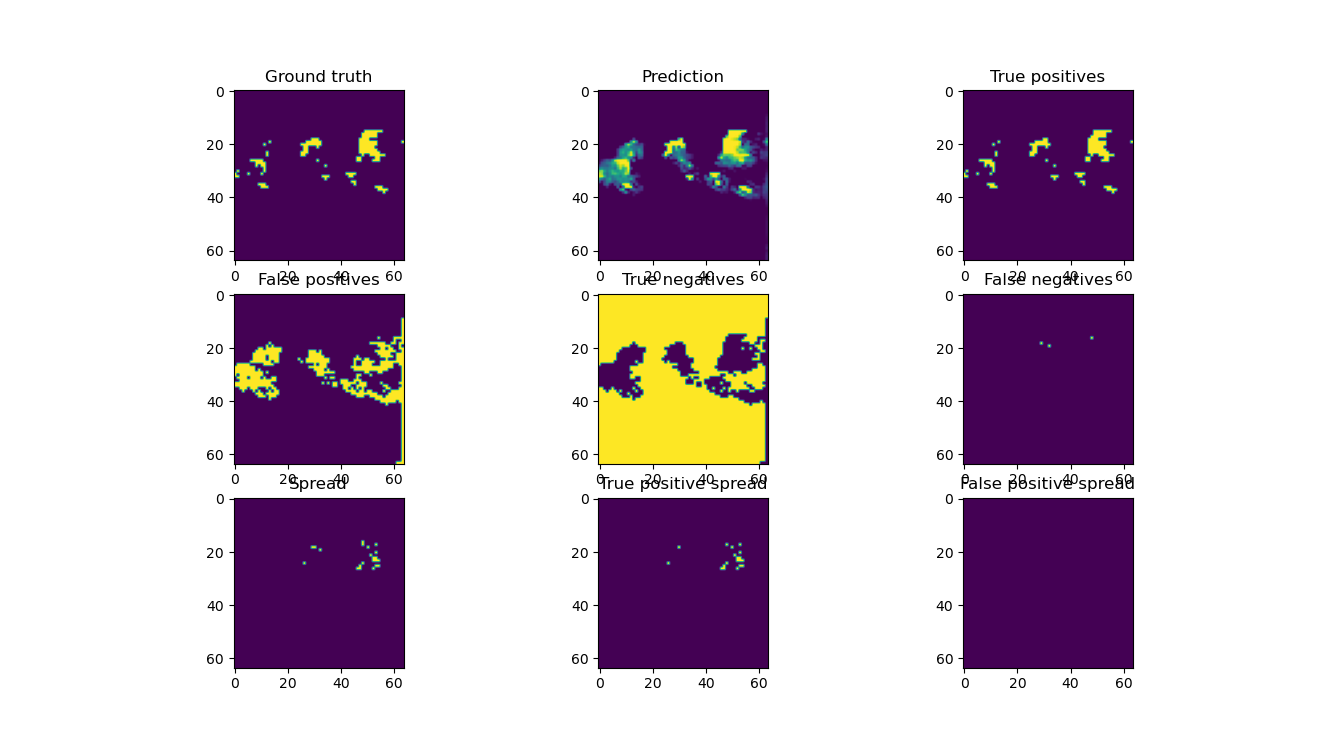 Ground truth Prediction True positives
0 0 0
20 20 20
40 40 40
60 60 60
0 20 40 60 0 20 40 60 0 20 40 60
False positives True negatives False negatives
0 0 0
20 20 20
40 40 40
60 60 60
0 20 40 60 0 20 40 60 0 20 40 60
Spread True positive spread False positive spread
0 0 0
20 20 20
40 40 40
60 60 60
0 20 40 60 0 20 40 60 0 20 40 60